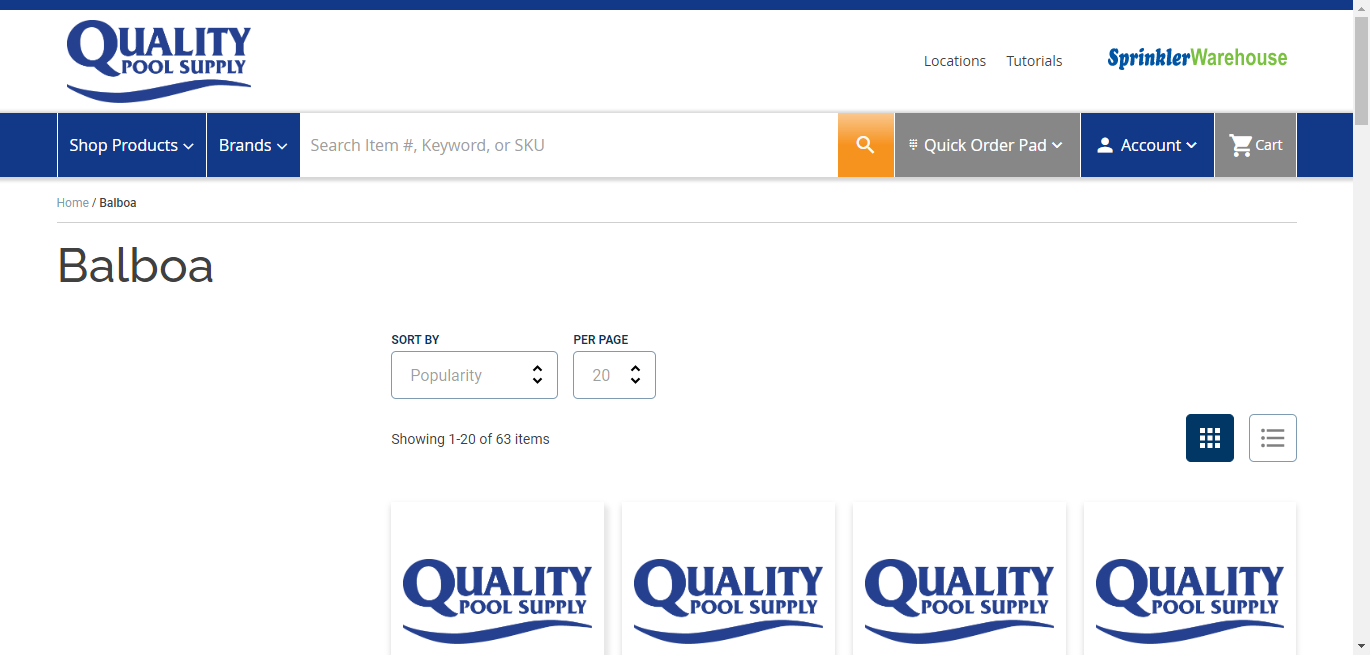 QUALITY
POOL SUPPLY
Locations Tutorials SprinklerWarehouse
Shop Products Brands Search Item #, Keyword, or SKU Quick Order Pad Account Cart
Home / Balboa
Balboa
SORT BY PER PAGE
Popularity 20
Showing 1-20 of 63 items
QUALITY QUALITY QUALITY QUALITY
POOL SUPPLY POOL SUPPLY POOL SUPPLY POOL SUPPLY